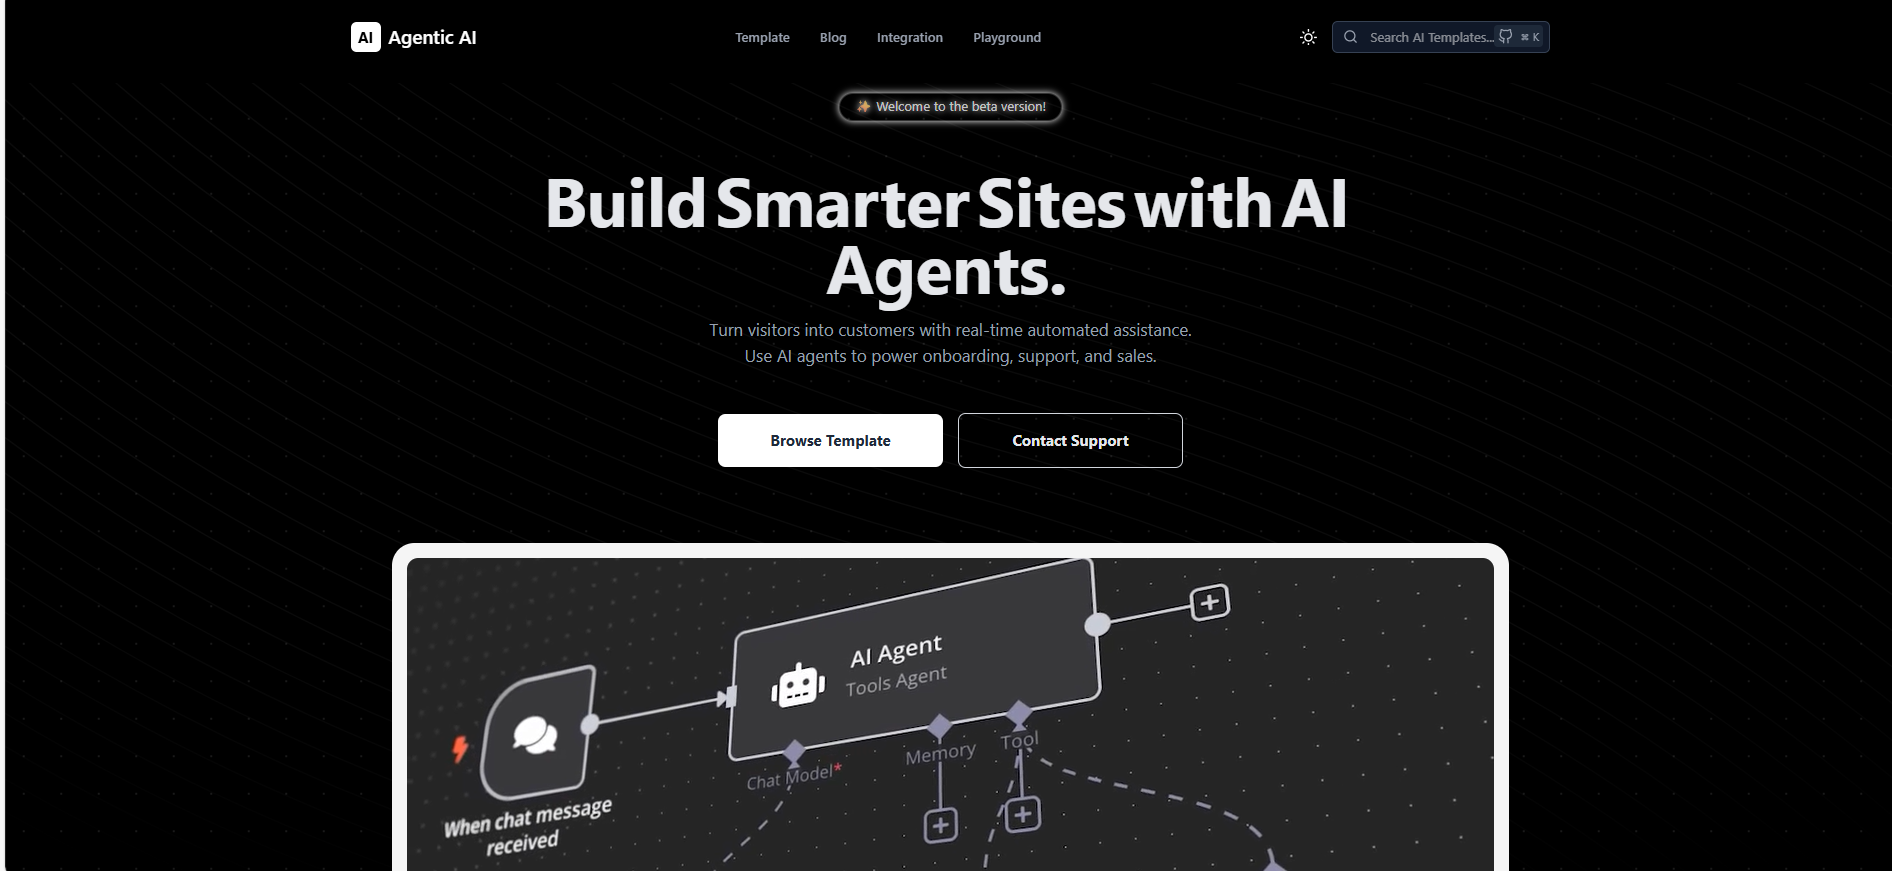 AI Agentic AI
Template Blog Integration Playground
Search AI Templates... ⌘ K
✨ Welcome to the beta version!
Build Smarter Sites with AI
Agents.
Turn visitors into customers with real-time automated assistance.
Use AI agents to power onboarding, support, and sales.
Browse Template Contact Support
AI Agent
Tools Agent
Chat Model*
Memory
Tool
When chat message
received